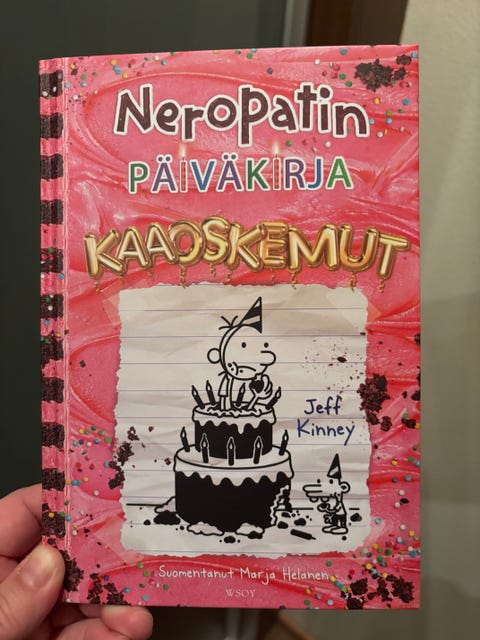 Neropatin
PÄIVÄKIRJA
KAAOSKEMUT
Jeff
Kinney
Suomentanut Marja Helanen
WSOY